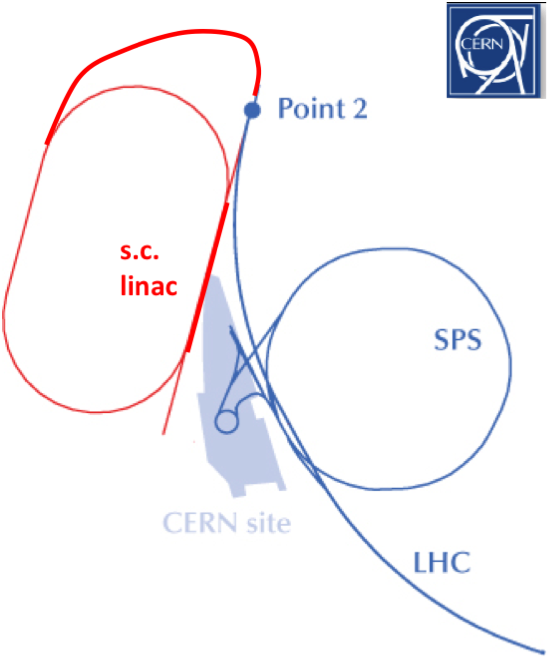 CERN
Point 2
s.c.
linac
SPS
CERN site
LHC